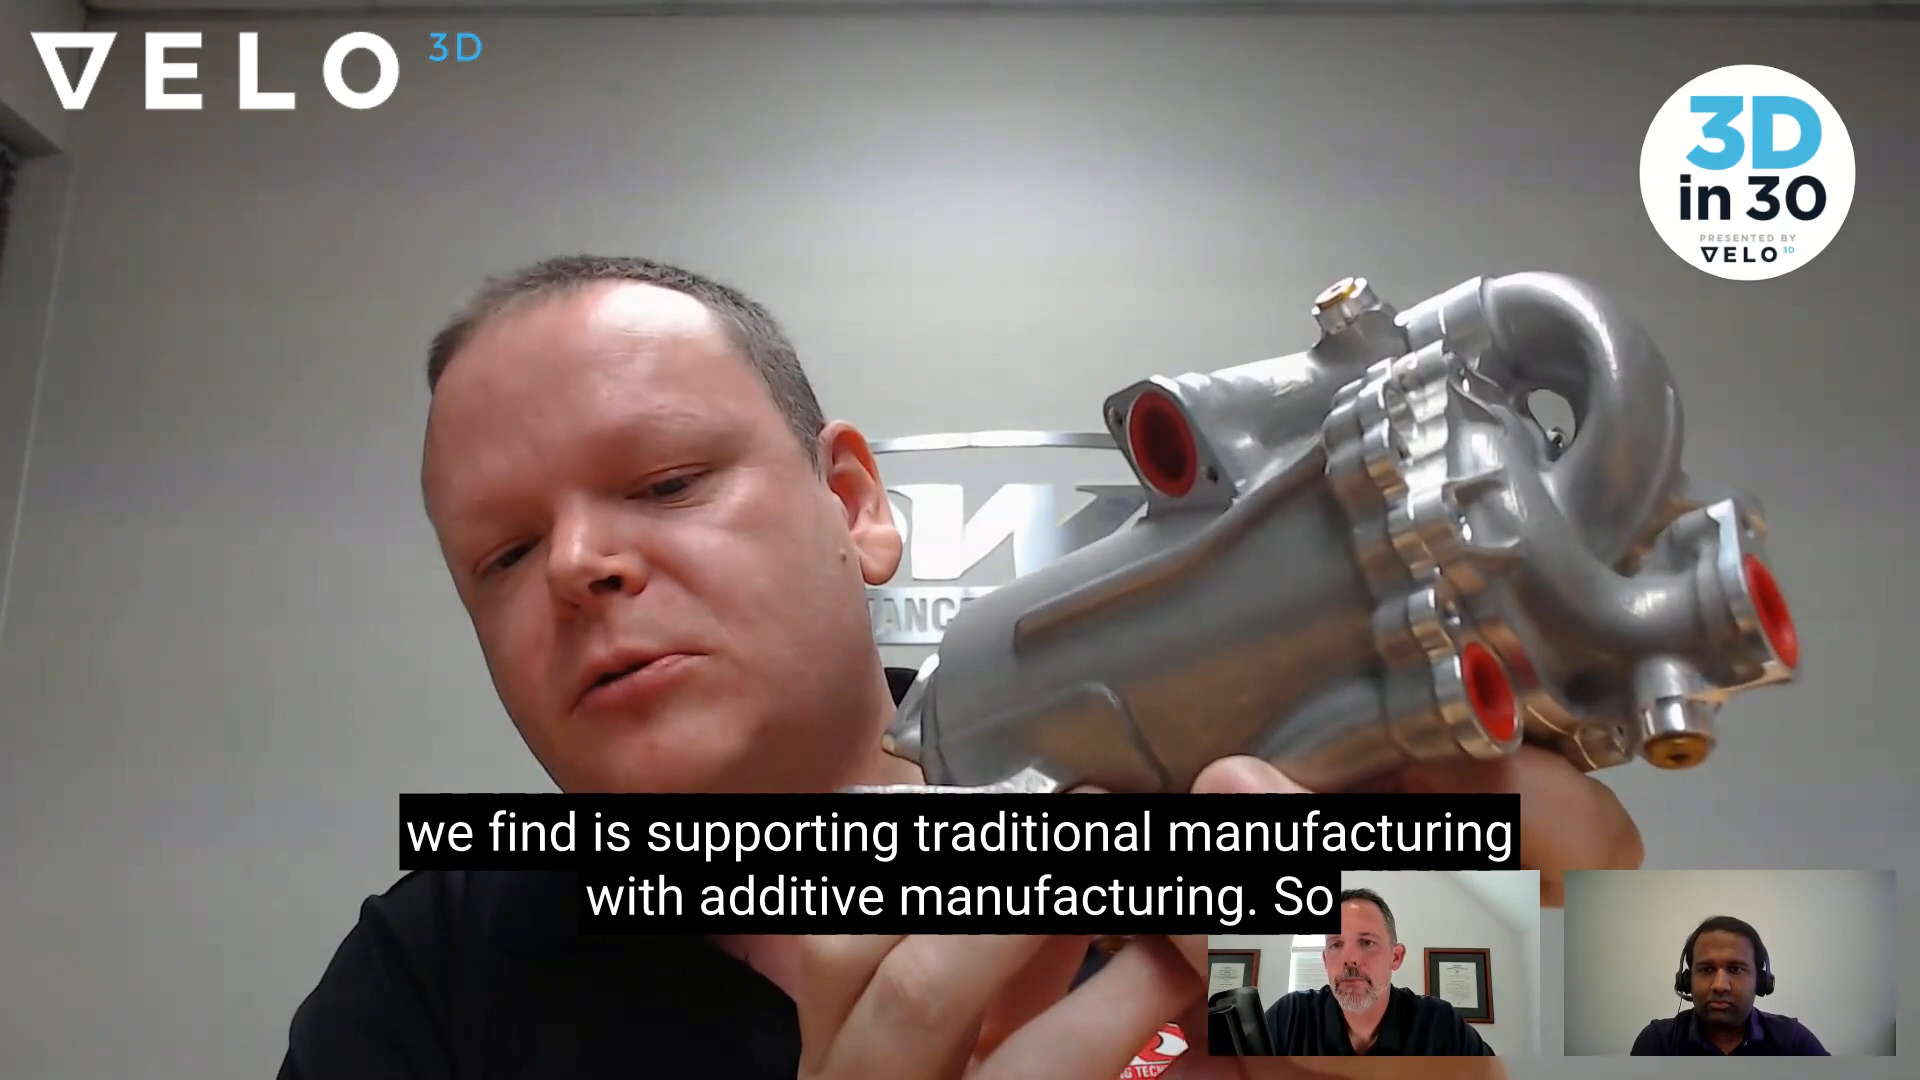 VELO 3D
3D
in 30
PRESENTED BY
VELO 3D
we find is supporting traditional manufacturing
with additive manufacturing. So